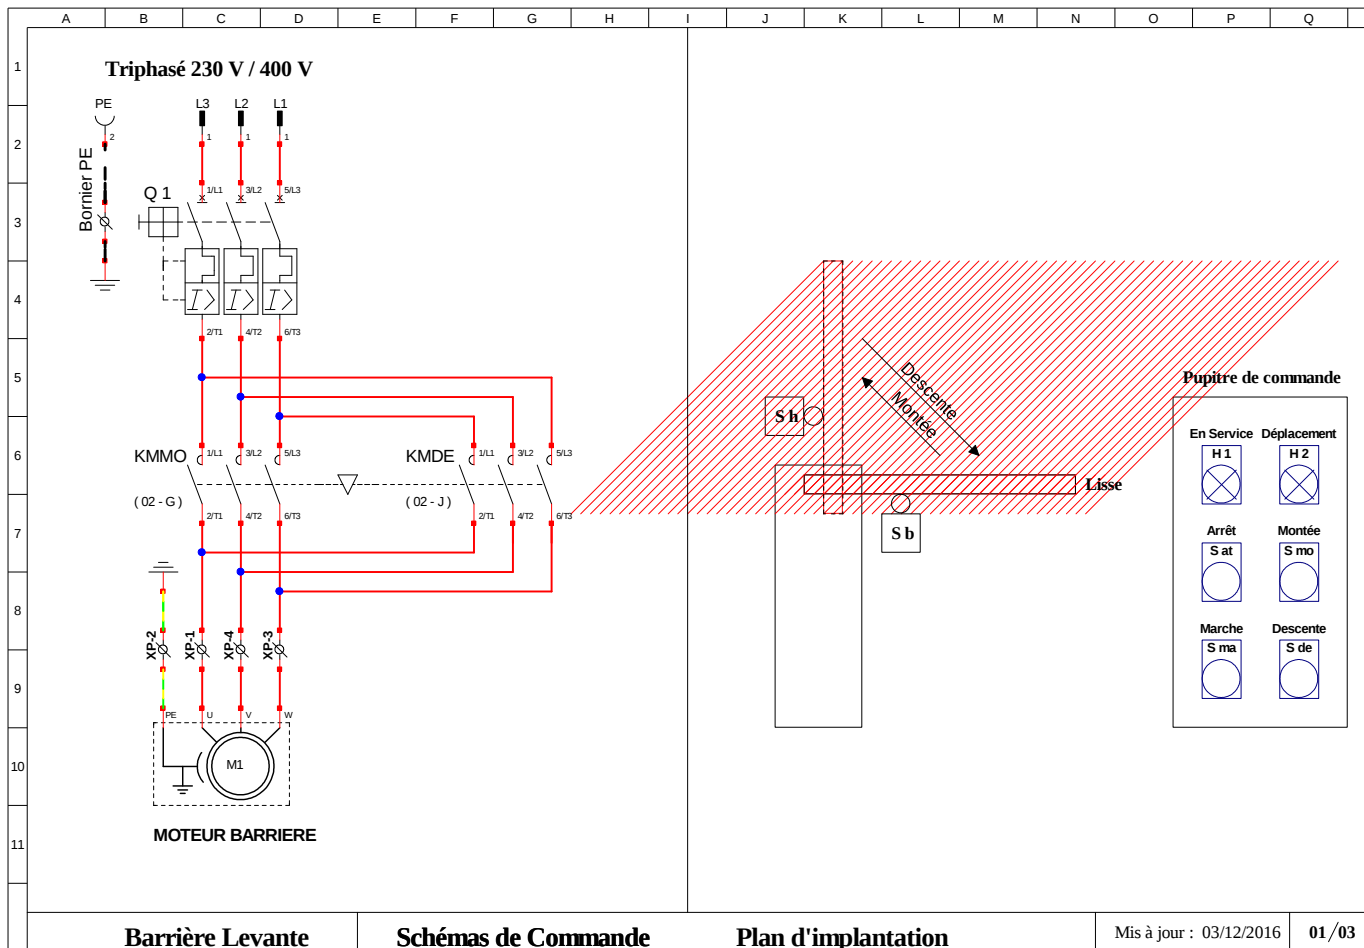 A B C D E F G H I J K L M N O P Q
1
Triphasé 230 V / 400 V
PE L3 L2 L1
2 1 1 1
2
Bornier PE
Q 1
1/L1 3/L2 5/L3
3
4
2/T1 4/T2 6/T3
5
Descente
Montée
Pupitre de commande
S h
6
KMMO
1/L1 3/L2 5/L3
KMDE
1/L1 3/L2 5/L3
( 02 - G )
( 02 - J )
2/T1 4/T2 6/T3
2/T1 4/T2 6/T3
Lisse
S b
En Service Déplacement
H 1 H 2
Arrêt Montée
S at S mo
Marche Descente
S ma S de
7
8
XP-2 XP-1 XP-4 XP-3
9
PE U V W
10
M1
MOTEUR BARRIERE
11
Barrière Levante
Schémas de Commande
Plan d'implantation
Mis à jour : 03/12/2016
01/03